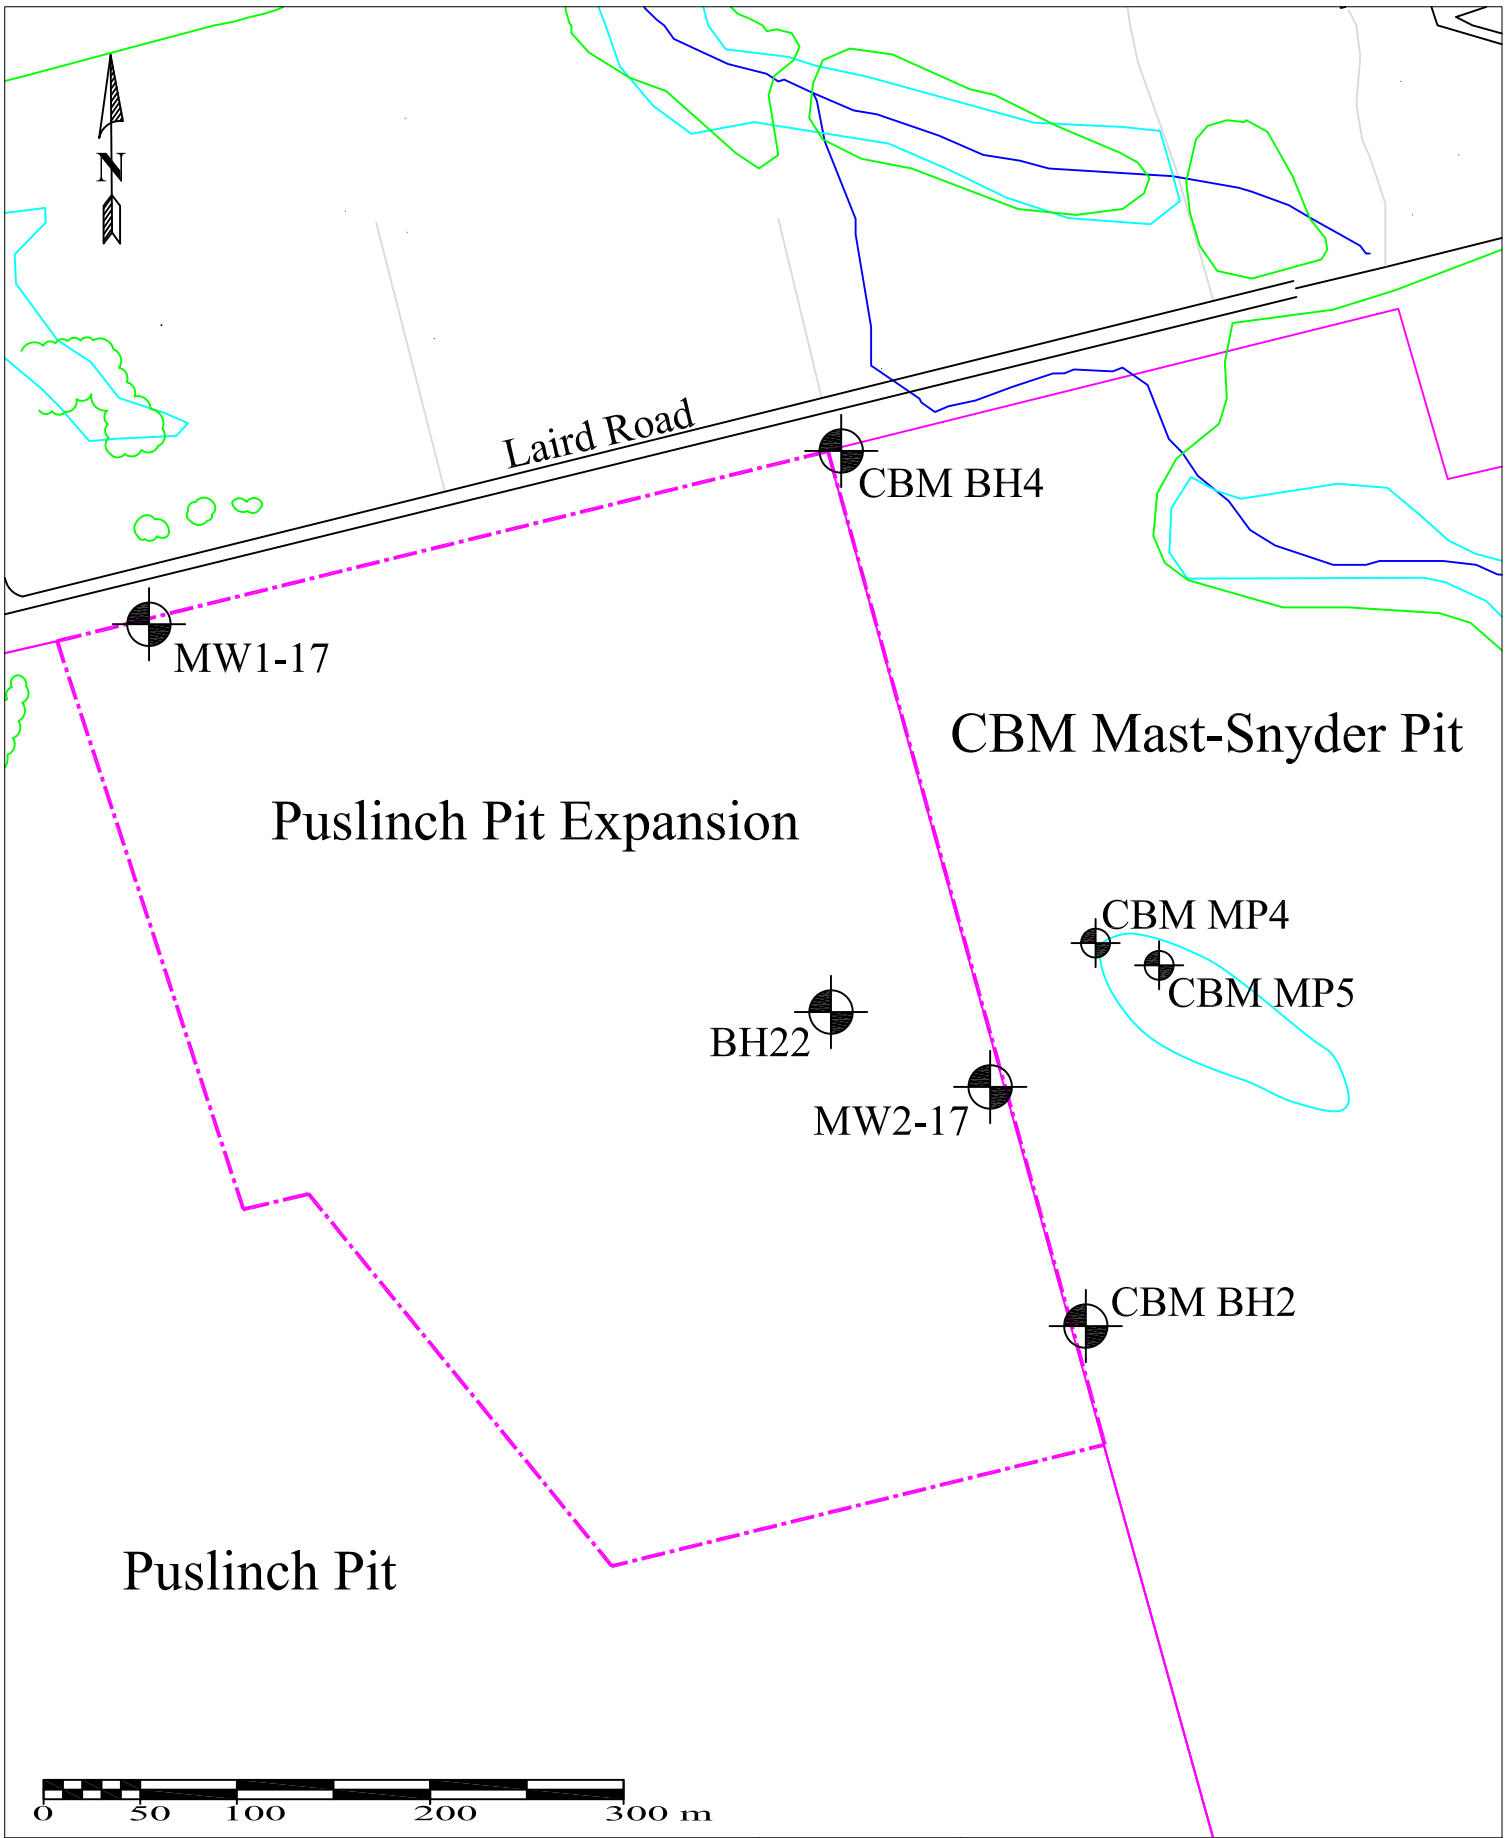 N
Laird Road
CBM BH4
MW1-17
CBM Mast-Snyder Pit
Puslinch Pit Expansion
CBM MP4
CBM MP5
BH22
MW2-17
CBM BH2
Puslinch Pit
0 50 100 200 300 m